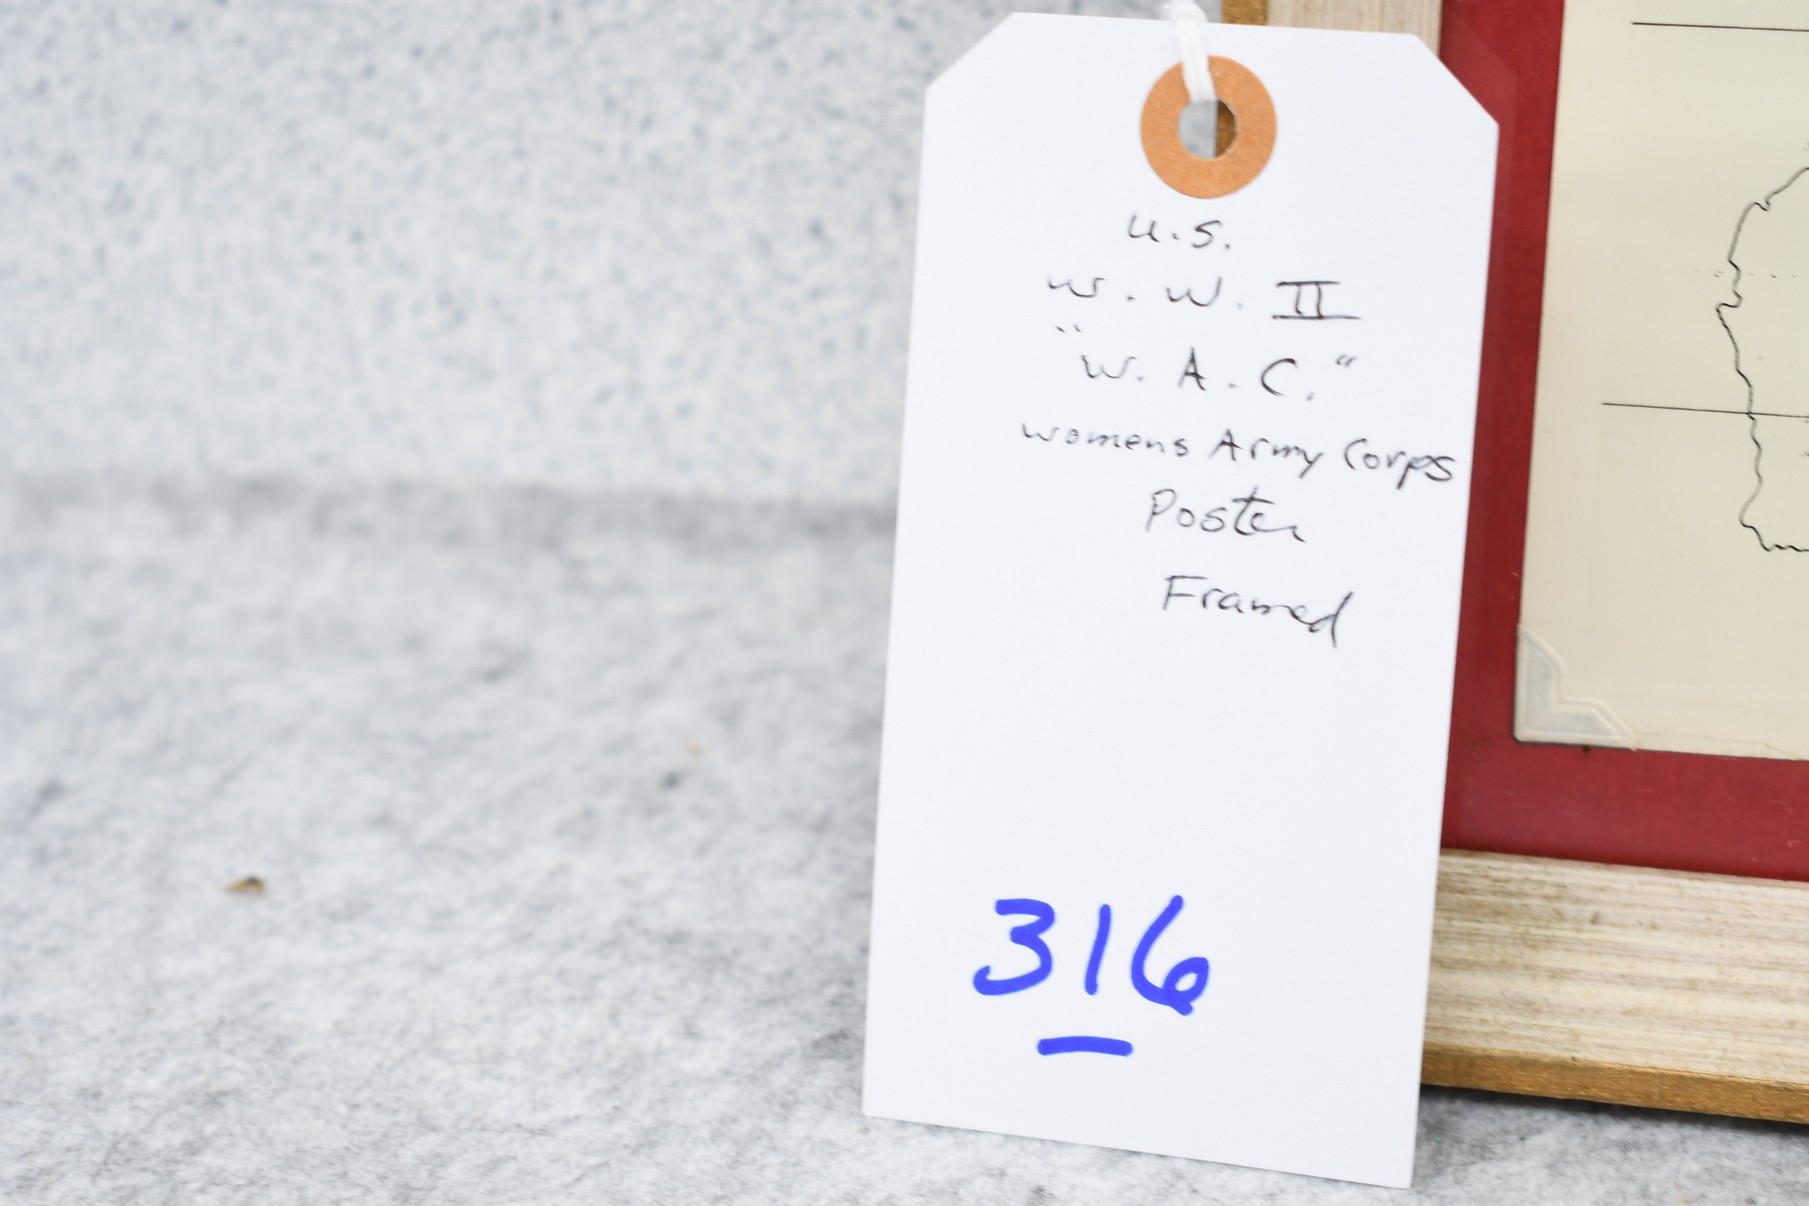 U.S.
W.W. II
"W.A.C."
Womens Army Corps
Poster
Framed
316